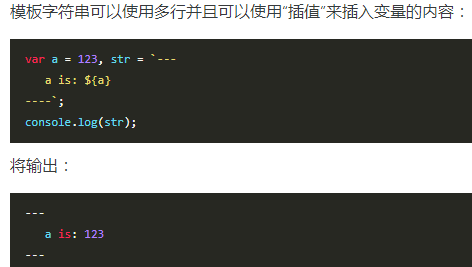 模板字符串可以使用多行并且可以使用“插值”来插入变量的内容：
var a = 123, str = `---
   a is: ${a}
----`;
console.log(str);
将输出：
---
   a is: 123
---